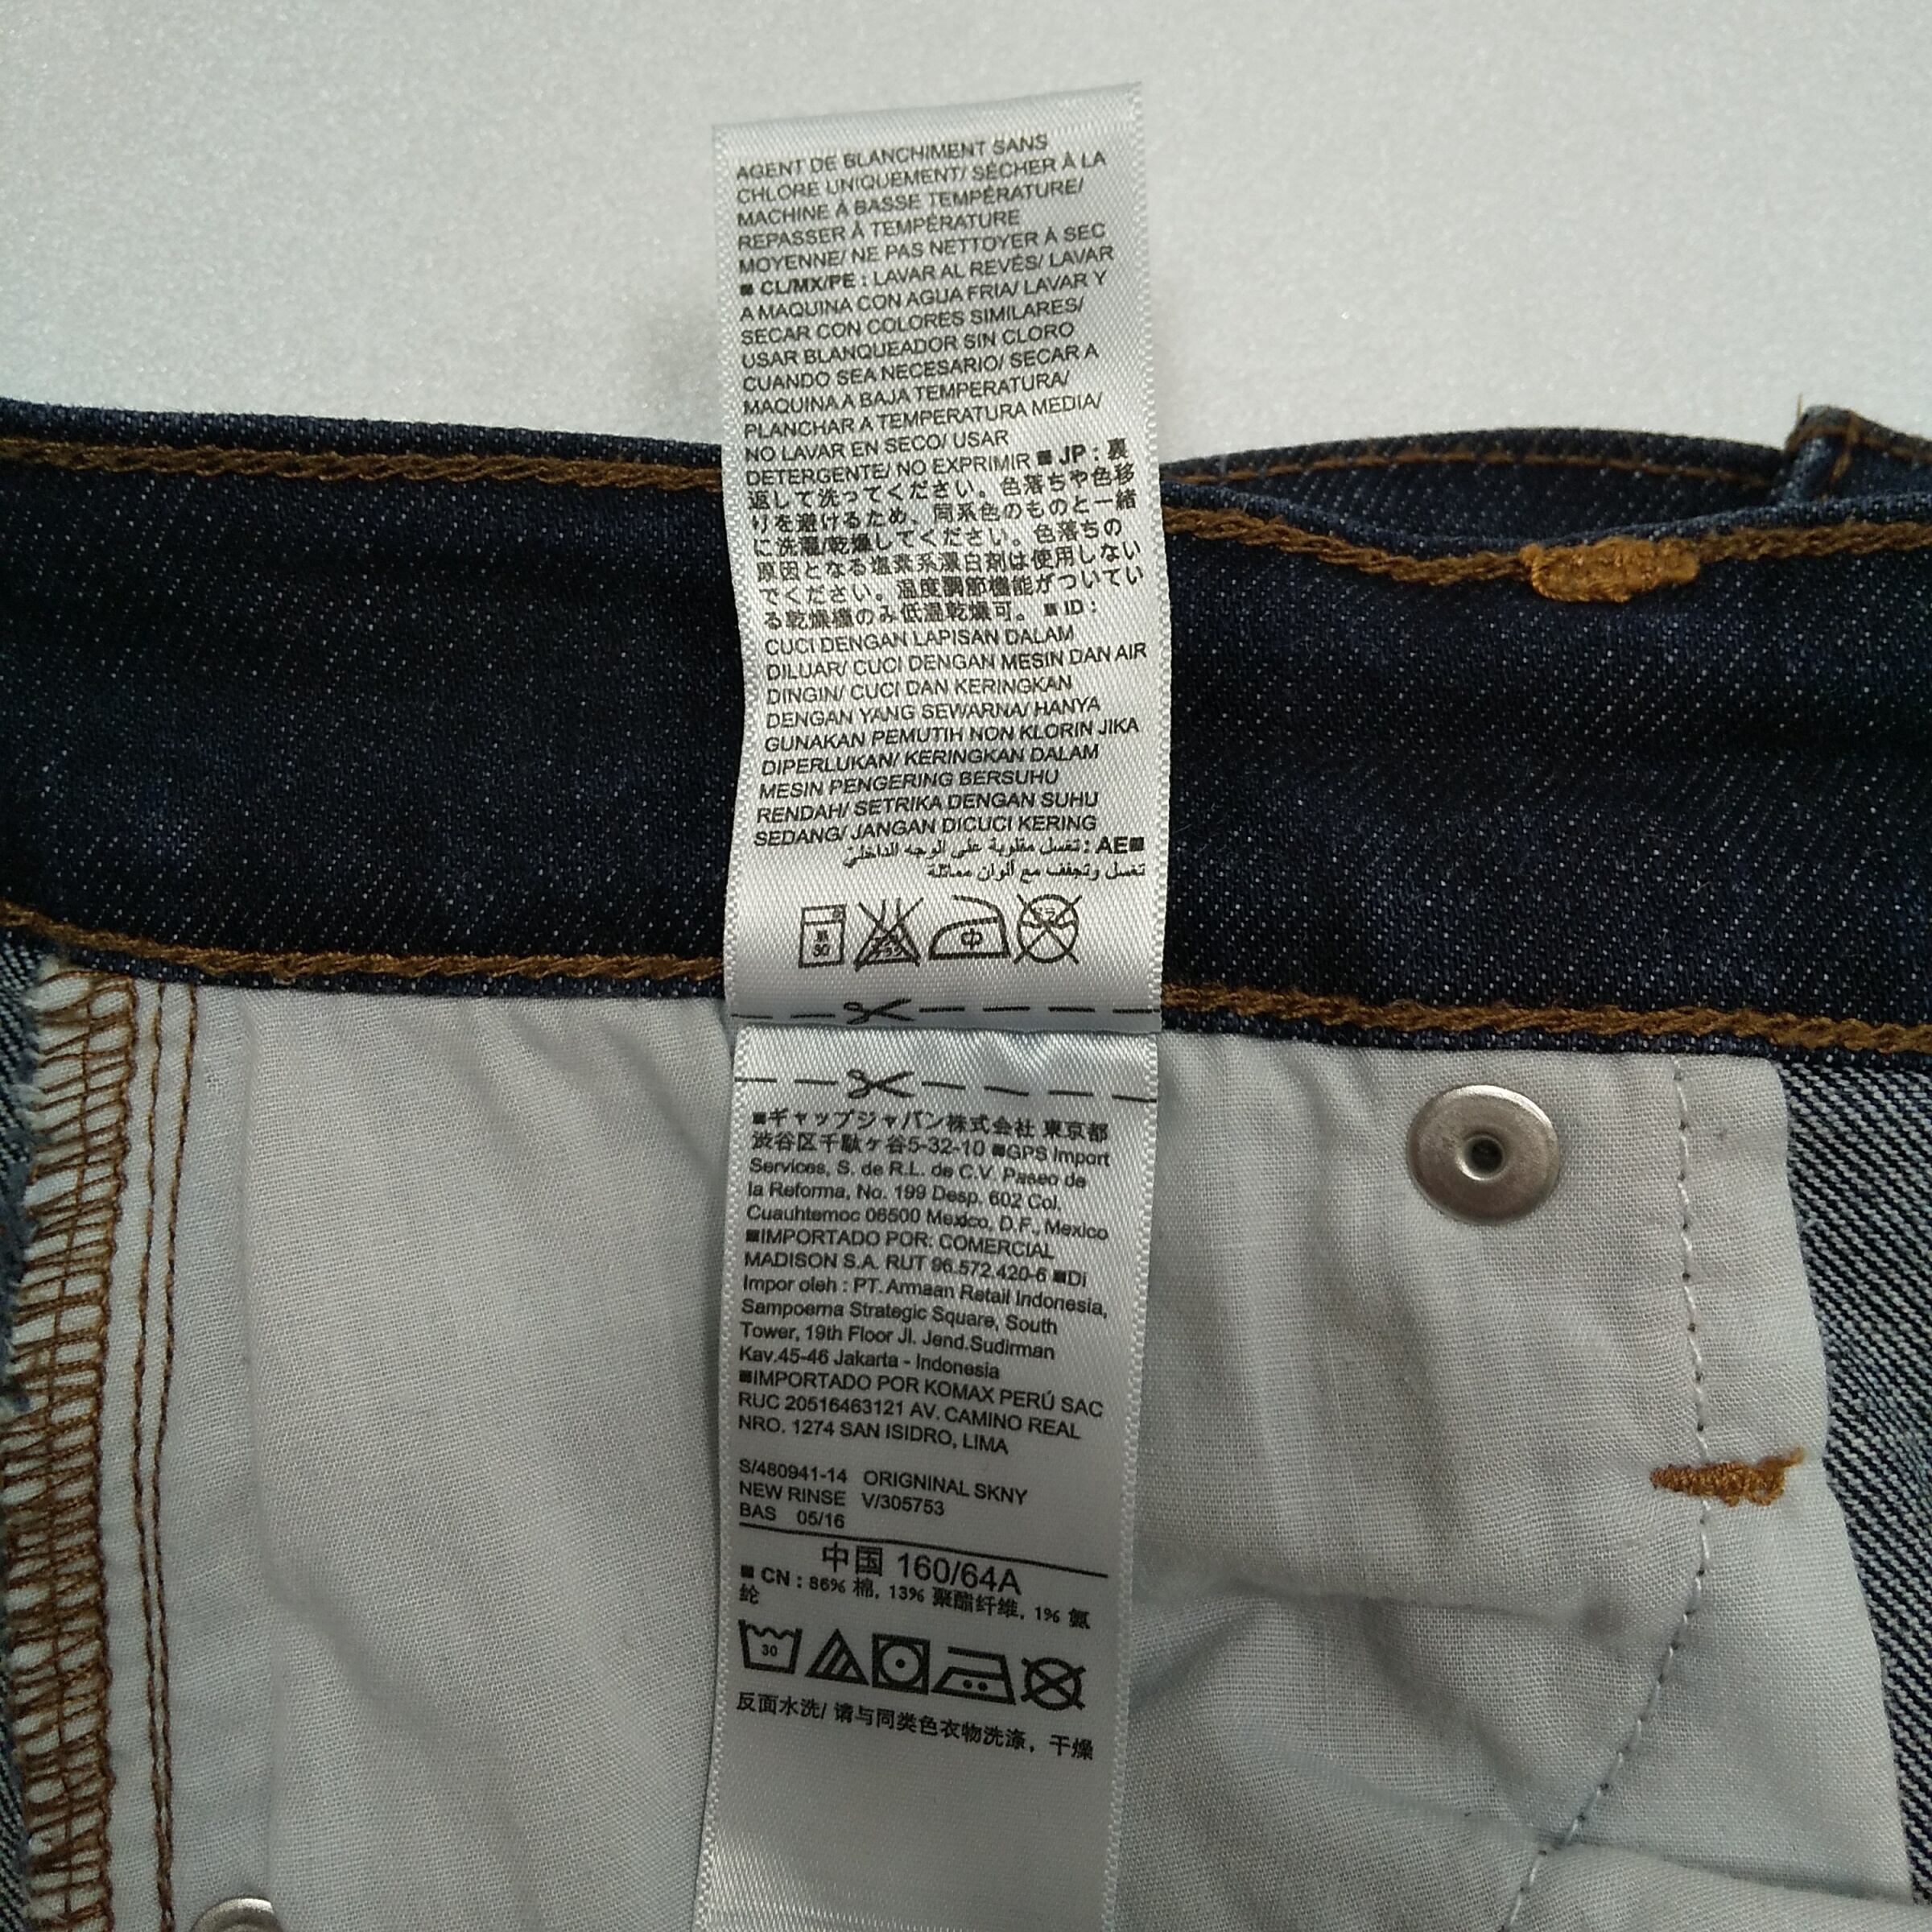 AGENT DE BLANCHIMENT SANS
CHLORE UNIQUEMENT/ SÉCHER À LA
MACHINE À BASSE TEMPÉRATURE/
REPASSER À TEMPÉRATURE
MOYENNE/ NE PAS NETTOYER À SEC
■ CL/MX/PE : LAVAR AL REVÉS/ LAVAR
A MAQUINA CON AGUA FRIA/ LAVAR Y
SECAR CON COLORES SIMILARES/
USAR BLANQUEADOR SIN CLORO
CUANDO SEA NECESARIO/ SECAR A
MAQUINA A BAJA TEMPERATURA/
PLANCHAR A TEMPERATURA MEDIA/
NO LAVAR EN SECO/ USAR
DETERGENTE/ NO EXPRIMIR ■ JP : 裏
返して洗ってください。色落ちや色移
りを避けるため、同系色のものと一緒
に洗濯/乾燥してください。色落ちの
原因となる塩素系漂白剤は使用しない
でください。温度調節機能がついてい
る乾燥機のみ低温乾燥可。 ■ ID :
CUCI DENGAN LAPISAN DALAM
DILUAR/ CUCI DENGAN MESIN DAN AIR
DINGIN/ CUCI DAN KERINGKAN
DENGAN YANG SEWARNA/ HANYA
GUNAKAN PEMUTIH NON KLORIN JIKA
DIPERLUKAN/ KERINGKAN DALAM
MESIN PENGERING BERSUHU
RENDAH/ SETRIKA DENGAN SUHU
SEDANG/ JANGAN DICUCI KERING
■AE : تغسل مقلوبة على الوجه الداخلي
تغسل وتجفف مع ألوان مماثلة
30 中
■ギャップジャパン株式会社 東京都
渋谷区千駄ヶ谷5-32-10 ■GPS Import
Services, S. de R.L. de C.V. Paseo de
la Reforma, No. 199 Desp. 602 Col.
Cuauhtemoc 06500 Mexico, D.F., Mexico
■IMPORTADO POR: COMERCIAL
MADISON S.A. RUT 96.572.420-6 ■Di
Impor oleh : PT. Armaan Retail Indonesia,
Sampoerna Strategic Square, South
Tower, 19th Floor Jl. Jend.Sudirman
Kav.45-46 Jakarta - Indonesia
■IMPORTADO POR KOMAX PERÚ SAC
RUC 20516463121 AV. CAMINO REAL
NRO. 1274 SAN ISIDRO, LIMA
S/480941-14 ORIGNINAL SKNY
NEW RINSE V/305753
BAS 05/16
中国 160/64A
■ CN : 86% 棉, 13% 聚酯纤维, 1% 氨
纶
30
反面水洗/ 请与同类色衣物洗涤，干燥